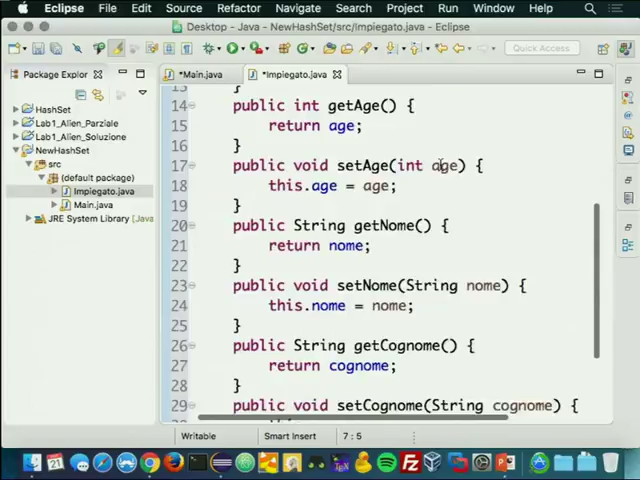 Eclipse File Edit Source Refactor Navigate Search Project Run Window Help
Desktop - Java - NewHashSet/src/Impiegato.java - Eclipse
Quick Access
Package Explor
*Main.java
*Impiegato.java
HashSet
Lab1_Alien_Parziale
Lab1_Alien_Soluzione
NewHashSet
src
(default package)
Impiegato.java
Main.java
JRE System Library
13 }
14 public int getAge() {
15 return age;
16 }
17 public void setAge(int age) {
18 this.age = age;
19 }
20 public String getNome() {
21 return nome;
22 }
23 public void setNome(String nome) {
24 this.nome = nome;
25 }
26 public String getCognome() {
27 return cognome;
28 }
29 public void setCognome(String cognome) {
Writable Smart Insert 7 : 5